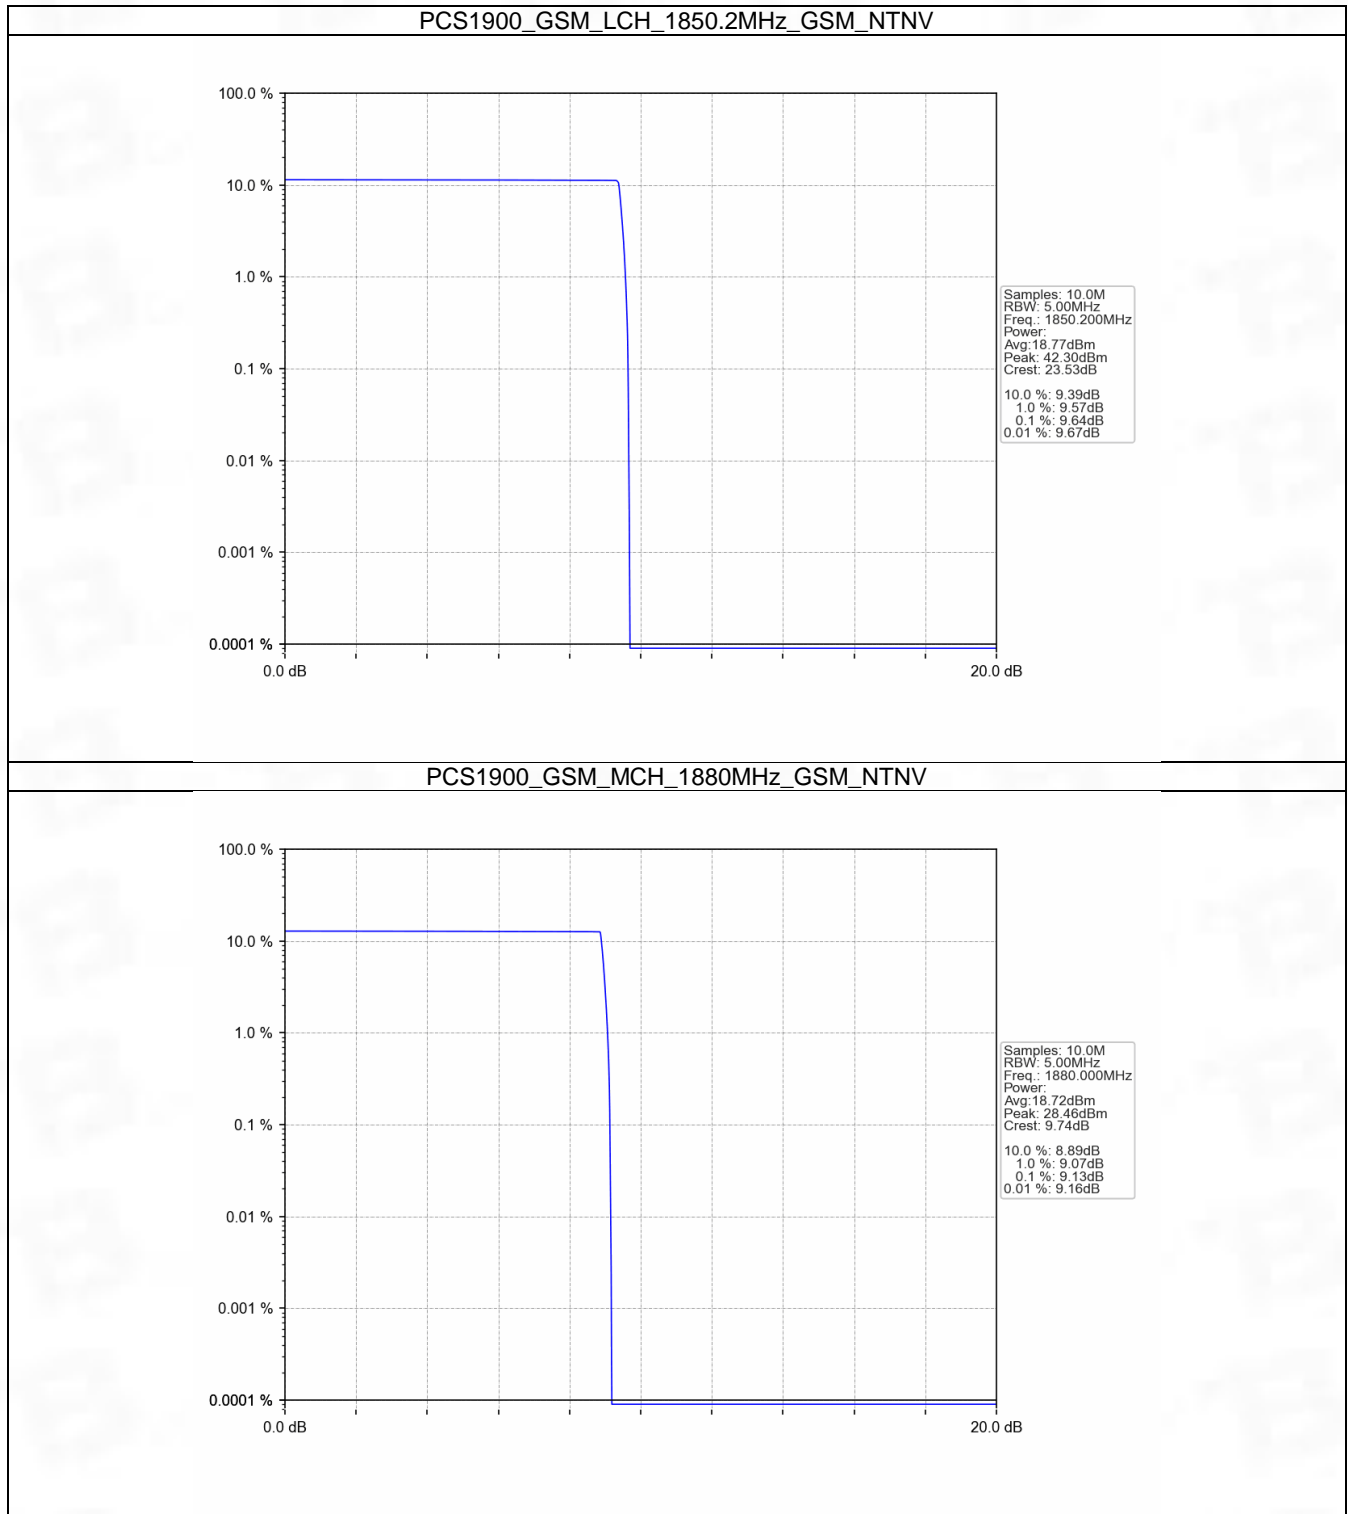 PCS1900_GSM_LCH_1850.2MHz_GSM_NTNV
100.0 %
10.0 %
1.0 %
0.1 %
0.01 %
0.001 %
0.0001 %
0.0 dB
20.0 dB
Samples: 10.0M
RBW: 5.00MHz
Freq.: 1850.200MHz
Power:
Avg:18.77dBm
Peak: 42.30dBm
Crest: 23.53dB
10.0 %: 9.39dB
1.0 %: 9.57dB
0.1 %: 9.64dB
0.01 %: 9.67dB
PCS1900_GSM_MCH_1880MHz_GSM_NTNV
100.0 %
10.0 %
1.0 %
0.1 %
0.01 %
0.001 %
0.0001 %
0.0 dB
20.0 dB
Samples: 10.0M
RBW: 5.00MHz
Freq.: 1880.000MHz
Power:
Avg:18.72dBm
Peak: 28.46dBm
Crest: 9.74dB
10.0 %: 8.89dB
1.0 %: 9.07dB
0.1 %: 9.13dB
0.01 %: 9.16dB